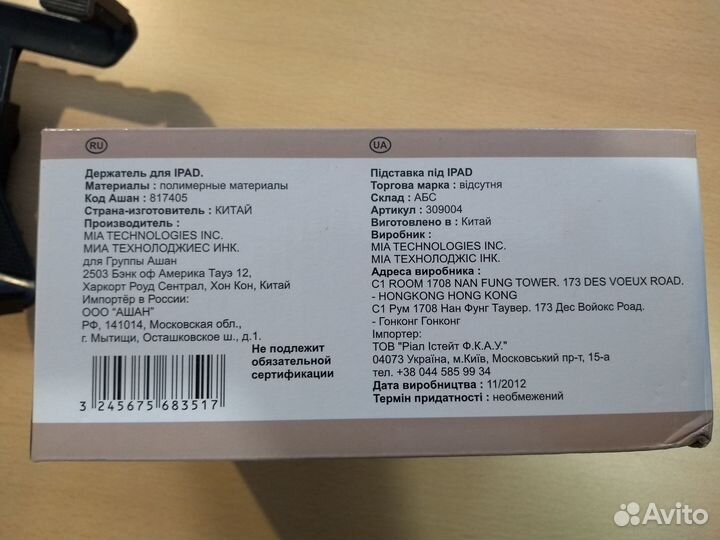 RU
Держатель для IPAD.
Материалы : полимерные материалы
Код Ашан : 817405
Страна-изготовитель : КИТАЙ
Производитель :
MIA TECHNOLOGIES INC.
МИА ТЕХНОЛОДЖИЕС ИНК.
для Группы Ашан
2503 Бэнк оф Америка Тауэ 12,
Харкорт Роуд Сентрал, Хон Кон, Китай
Импортёр в России:
ООО "АШАН"
РФ, 141014, Московская обл.,
г. Мытищи, Осташковское ш., д.1.
Не подлежит
обязательной
сертификации
3 245675 683517
UA
Підставка під IPAD
Торгова марка : відсутня
Склад : АБС
Артикул : 309004
Виготовлено в : Китай
Виробник :
MIA TECHNOLOGIES INC.
МІА ТЕХНОЛОДЖІС ІНК.
Адреса виробника :
C1 ROOM 1708 NAN FUNG TOWER. 173 DES VOEUX ROAD.
- HONGKONG HONG KONG
С1 Рум 1708 Нан Фунг Таувер. 173 Дес Войокс Роад.
- Гонконг Гонконг
Імпортер:
ТОВ "Ріал Істейт Ф.К.А.У."
04073 Україна, м.Київ, Московський пр-т, 15-а
тел. +38 044 585 99 34
Дата виробництва : 11/2012
Термін придатності : необмежений
Avito